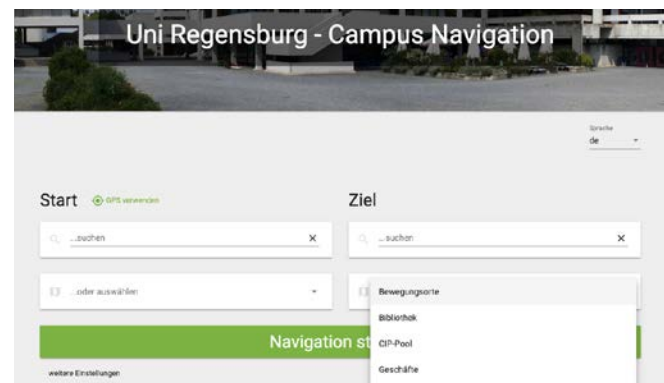 Uni Regensburg - Campus Navigation
Sprache
de
Start GPS verwenden
Ziel
...suchen
...suchen
...oder auswählen
Bewegungsorte
Bibliothek
Navigation st
CIP-Pool
Geschäfte
weitere Einstellungen